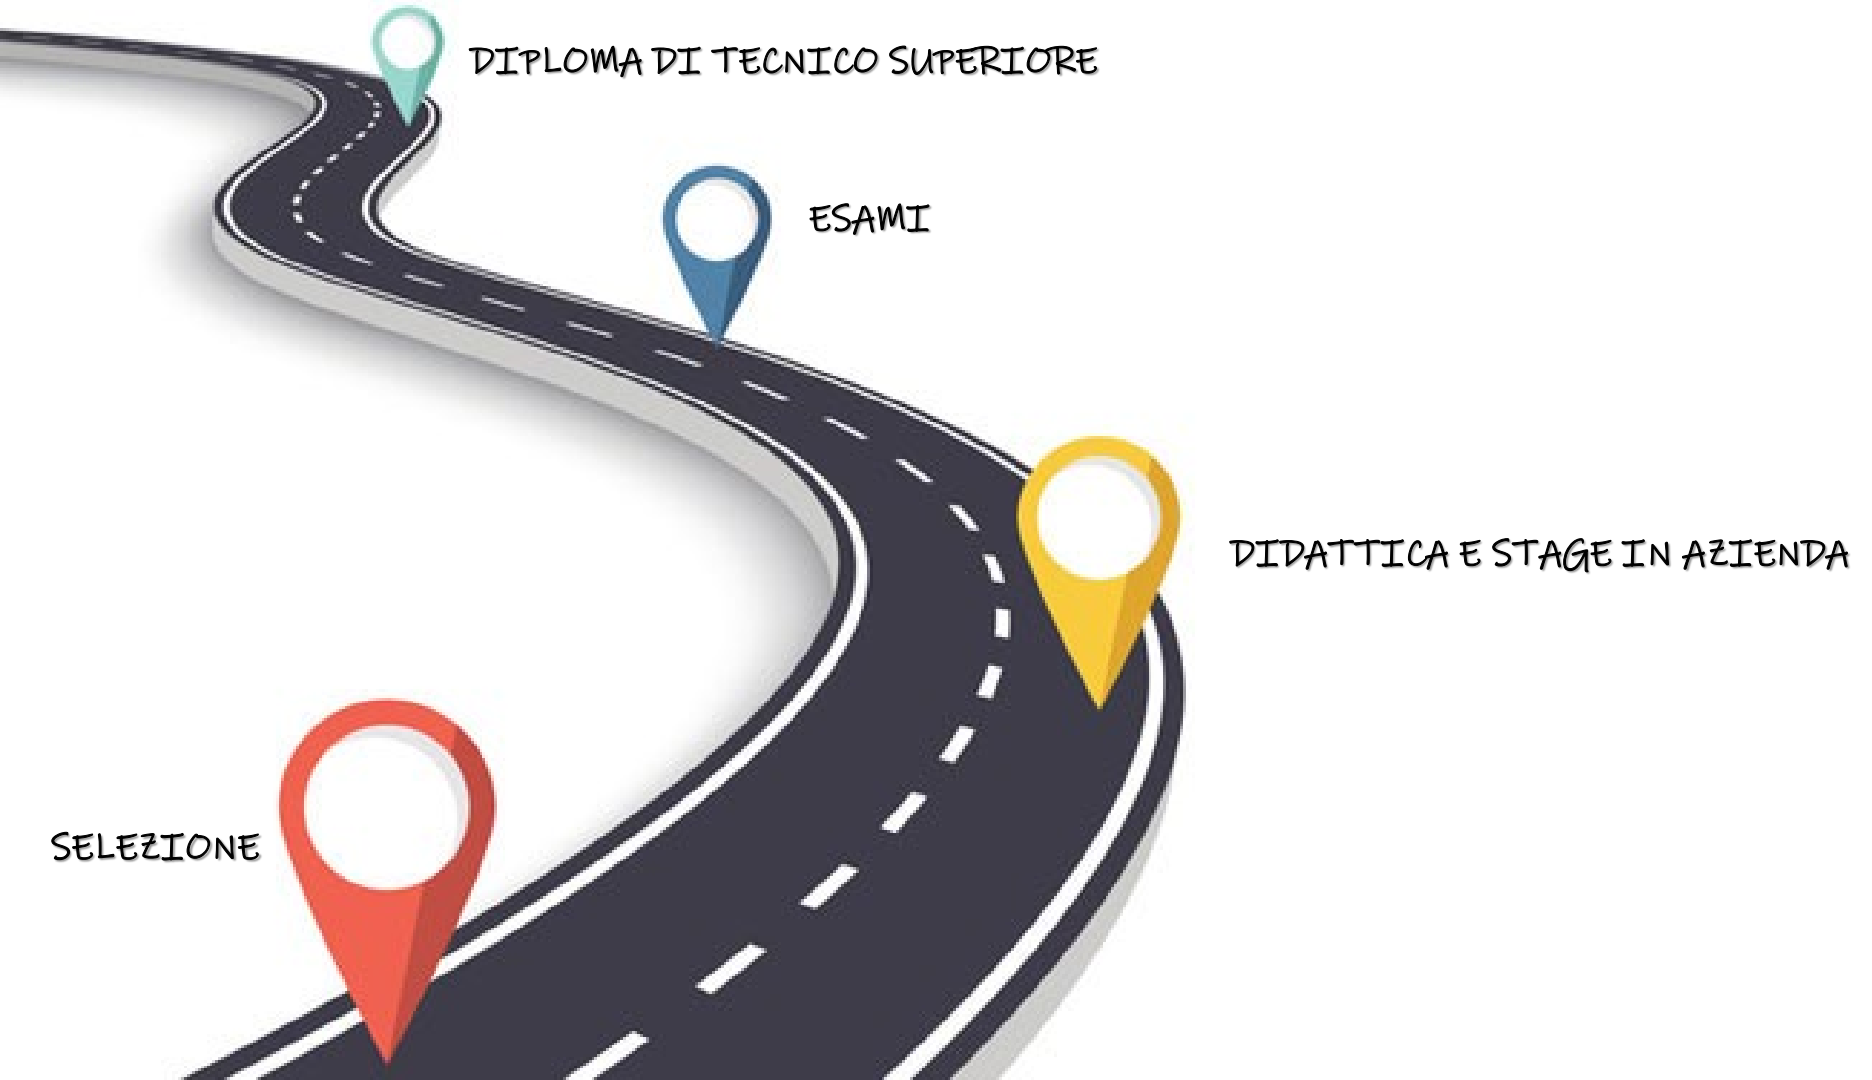 DIPLOMA DI TECNICO SUPERIORE
ESAMI
DIDATTICA E STAGE IN AZIENDA
SELEZIONE